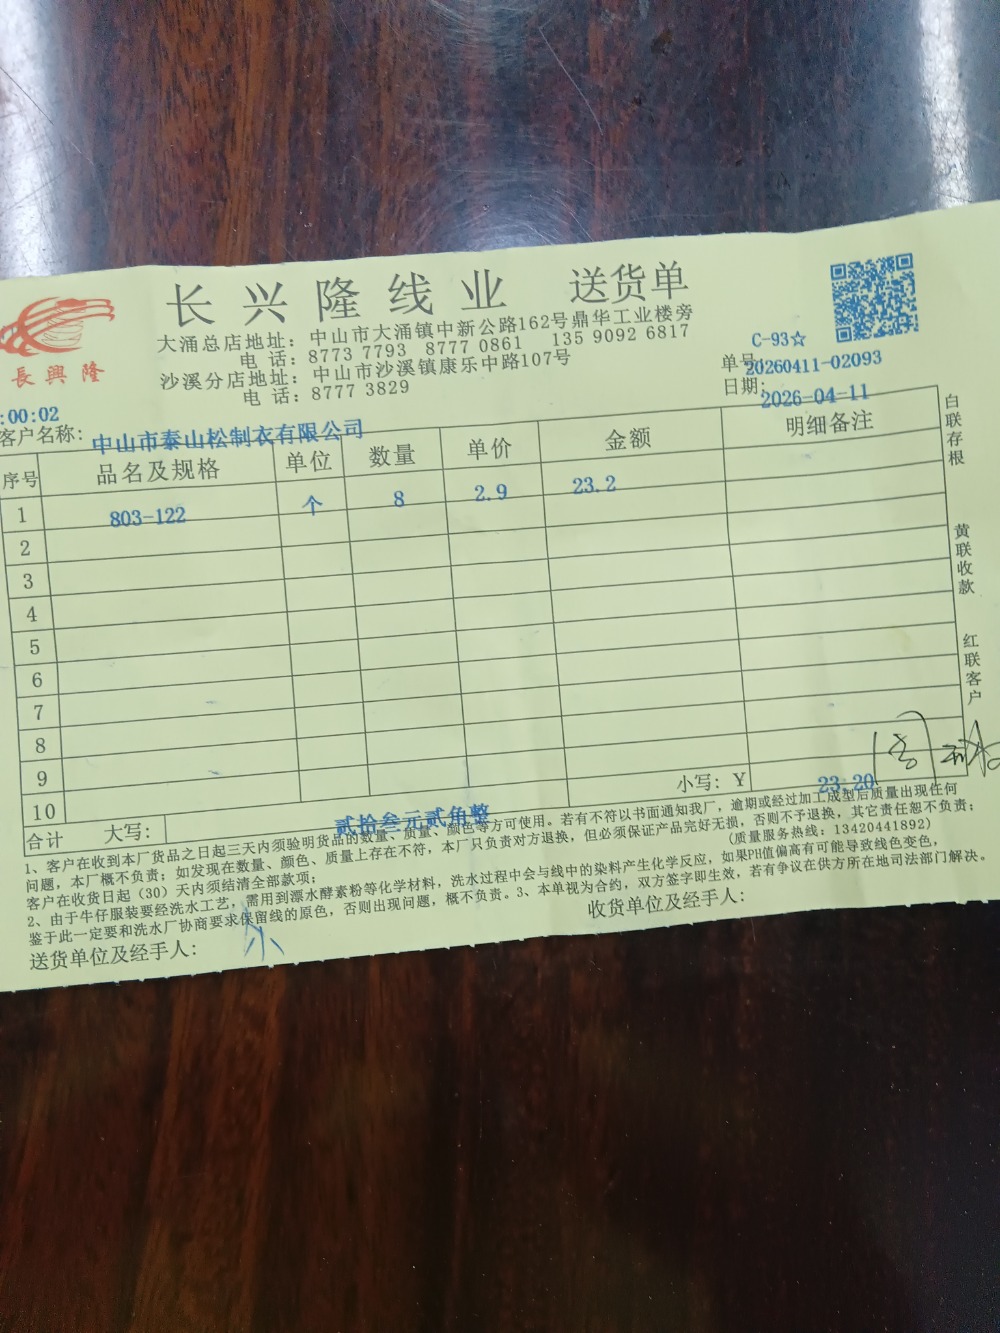 長興隆
长兴隆线业 送货单
大涌总店地址：中山市大涌镇中新公路162号鼎华工业楼旁
电 话：8773 7793 8777 0861 135 9092 6817
沙溪分店地址：中山市沙溪镇康乐中路107号
电 话：8777 3829
C-93☆
单号:20260411-02093
日期:2026-04-11
:00:02
客户名称: 中山市泰山松制衣有限公司
序号 品名及规格 单位 数量 单价 金额 明细备注
1 803-122 个 8 2.9 23.2
2
3
4
5
6
7
8
9
10
合计 大写: 贰拾叁元贰角整 小写: ¥ 23.20
白联存根
黄联收款
红联客户
1、客户在收到本厂货品之日起三天内须验明货品的数量、质量、颜色等方可使用。若有不符以书面通知我厂，逾期或经过加工成型后质量出现任何
问题，本厂概不负责；如发现在数量、颜色、质量上存在不符，本厂只负责对方退换，但必须保证产品完好无损，否则不予退换，其它责任恕不负责；
客户在收货日起（30）天内须结清全部款项； （质量服务热线：13420441892）
2、由于牛仔服装要经洗水工艺，需用到漂水酵素粉等化学材料，洗水过程中会与线中的染料产生化学反应，如果PH值偏高有可能导致线色变色，
鉴于此一定要和洗水厂协商要求保留线的原色，否则出现问题，概不负责。3、本单视为合约，双方签字即生效，若有争议在供方所在地司法部门解决。
送货单位及经手人： 小
收货单位及经手人：